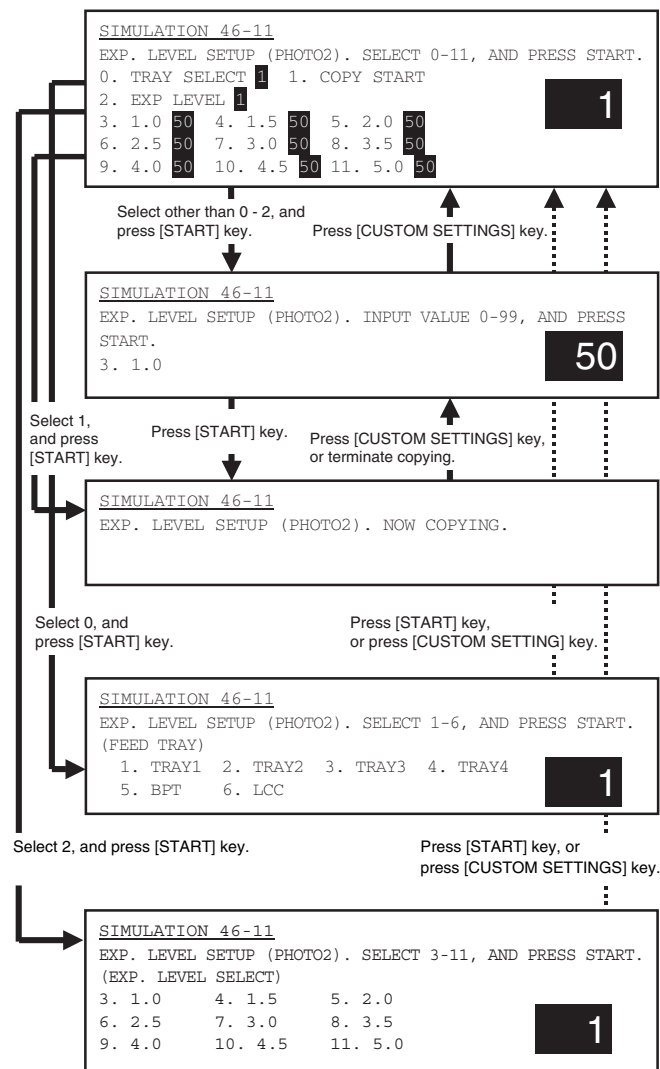 SIMULATION 46-11
EXP. LEVEL SETUP (PHOTO2). SELECT 0-11, AND PRESS START.
0. TRAY SELECT 1 1. COPY START
2. EXP LEVEL 1
1
3. 1.0 50 4. 1.5 50 5. 2.0 50
6. 2.5 50 7. 3.0 50 8. 3.5 50
9. 4.0 50 10. 4.5 50 11. 5.0 50
Select other than 0 - 2, and
press [START] key.
Press [CUSTOM SETTINGS] key.
SIMULATION 46-11
EXP. LEVEL SETUP (PHOTO2). INPUT VALUE 0-99, AND PRESS
START.
3. 1.0
50
Select 1,
and press
[START] key.
Press [START] key.
Press [CUSTOM SETTINGS] key,
or terminate copying.
SIMULATION 46-11
EXP. LEVEL SETUP (PHOTO2). NOW COPYING.
Select 0, and
press [START] key.
Press [START] key,
or press [CUSTOM SETTING] key.
SIMULATION 46-11
EXP. LEVEL SETUP (PHOTO2). SELECT 1-6, AND PRESS START.
(FEED TRAY)
1. TRAY1 2. TRAY2 3. TRAY3 4. TRAY4
5. BPT 6. LCC
1
Select 2, and press [START] key.
Press [START] key, or
press [CUSTOM SETTINGS] key.
SIMULATION 46-11
EXP. LEVEL SETUP (PHOTO2). SELECT 3-11, AND PRESS START.
(EXP. LEVEL SELECT)
3. 1.0 4. 1.5 5. 2.0
6. 2.5 7. 3.0 8. 3.5
9. 4.0 10. 4.5 11. 5.0
1